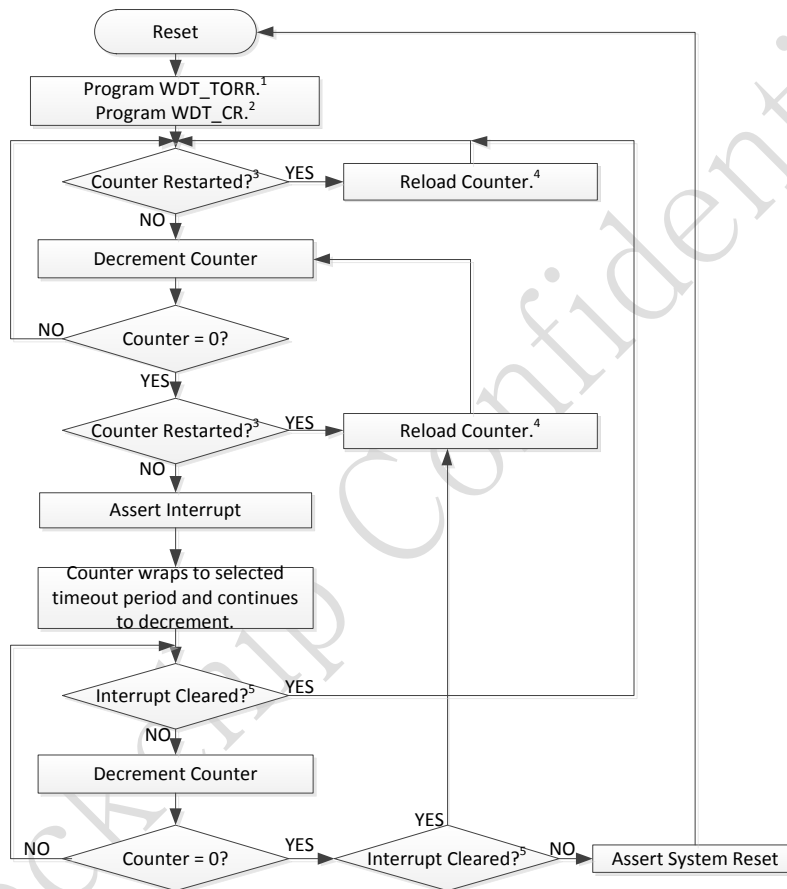 Reset
Program WDT_TORR.1
Program WDT_CR.2
Counter Restarted?3
YES
Reload Counter.4
NO
Decrement Counter
NO
Counter = 0?
YES
Counter Restarted?3
YES
Reload Counter.4
NO
Assert Interrupt
Counter wraps to selected
timeout period and continues
to decrement.
Interrupt Cleared?5
YES
NO
Decrement Counter
NO
Counter = 0?
YES
YES
Interrupt Cleared?5
NO
Assert System Reset